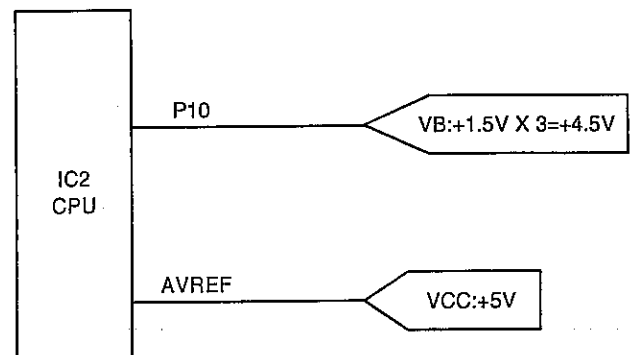 P10
VB:+1.5V X 3=+4.5V
IC2
CPU
AVREF
VCC:+5V